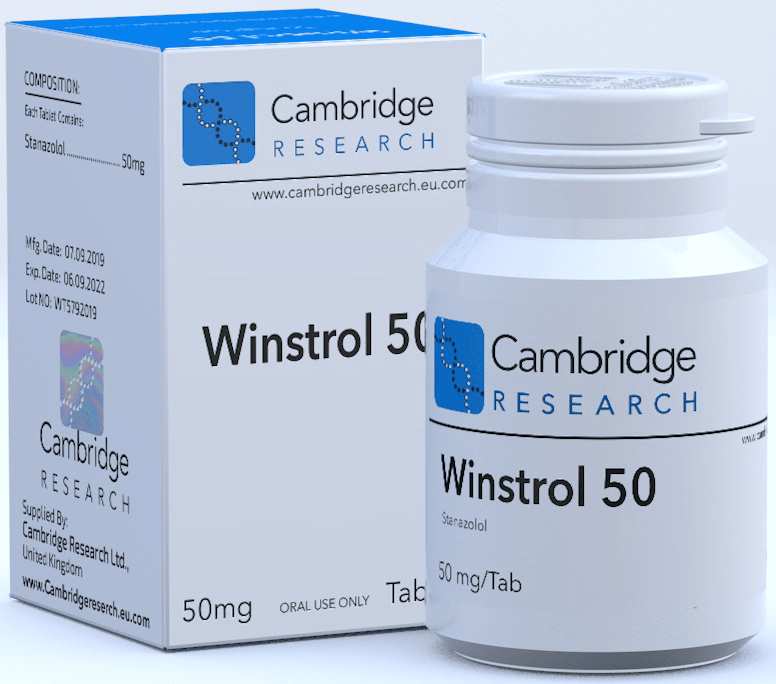 COMPOSITION:
Each Tablet Contains:
Stanazolol ........................ 50mg
Mfg. Date: 07.09.2019
Exp. Date: 06.09.2022
Lot NO: WTS792019
Cambridge
RESEARCH
Supplied By:
Cambridge Research Ltd.,
United Kingdom
www.Cambridgereserch.eu.com
Cambridge
RESEARCH
www.cambridgeresearch.eu.com
Winstrol 50
50mg
ORAL USE ONLY
Tab
Cambridge
RESEARCH
Winstrol 50
Stanazolol
50 mg/Tab